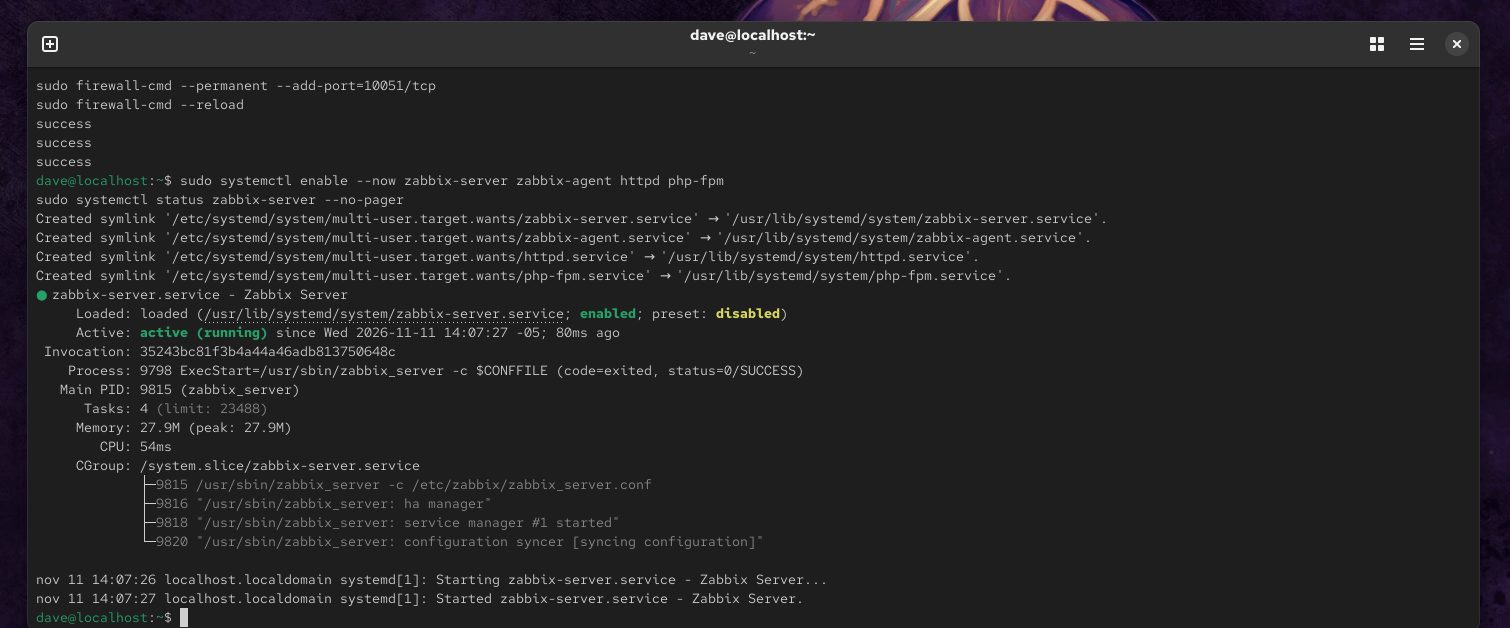 dave@localhost:~
~
sudo firewall-cmd --permanent --add-port=10051/tcp
sudo firewall-cmd --reload
success
success
success
dave@localhost:~$ sudo systemctl enable --now zabbix-server zabbix-agent httpd php-fpm
sudo systemctl status zabbix-server --no-pager
Created symlink '/etc/systemd/system/multi-user.target.wants/zabbix-server.service' → '/usr/lib/systemd/system/zabbix-server.service'.
Created symlink '/etc/systemd/system/multi-user.target.wants/zabbix-agent.service' → '/usr/lib/systemd/system/zabbix-agent.service'.
Created symlink '/etc/systemd/system/multi-user.target.wants/httpd.service' → '/usr/lib/systemd/system/httpd.service'.
Created symlink '/etc/systemd/system/multi-user.target.wants/php-fpm.service' → '/usr/lib/systemd/system/php-fpm.service'.
● zabbix-server.service - Zabbix Server
Loaded: loaded (/usr/lib/systemd/system/zabbix-server.service; enabled; preset: disabled)
Active: active (running) since Wed 2026-11-11 14:07:27 -05; 80ms ago
Invocation: 35243bc81f3b4a44a46adb813750648c
Process: 9798 ExecStart=/usr/sbin/zabbix_server -c $CONFFILE (code=exited, status=0/SUCCESS)
Main PID: 9815 (zabbix_server)
Tasks: 4 (limit: 23488)
Memory: 27.9M (peak: 27.9M)
CPU: 54ms
CGroup: /system.slice/zabbix-server.service
├─9815 /usr/sbin/zabbix_server -c /etc/zabbix/zabbix_server.conf
├─9816 "/usr/sbin/zabbix_server: ha manager"
├─9818 "/usr/sbin/zabbix_server: service manager #1 started"
└─9820 "/usr/sbin/zabbix_server: configuration syncer [syncing configuration]"
nov 11 14:07:26 localhost.localdomain systemd[1]: Starting zabbix-server.service - Zabbix Server...
nov 11 14:07:27 localhost.localdomain systemd[1]: Started zabbix-server.service - Zabbix Server.
dave@localhost:~$